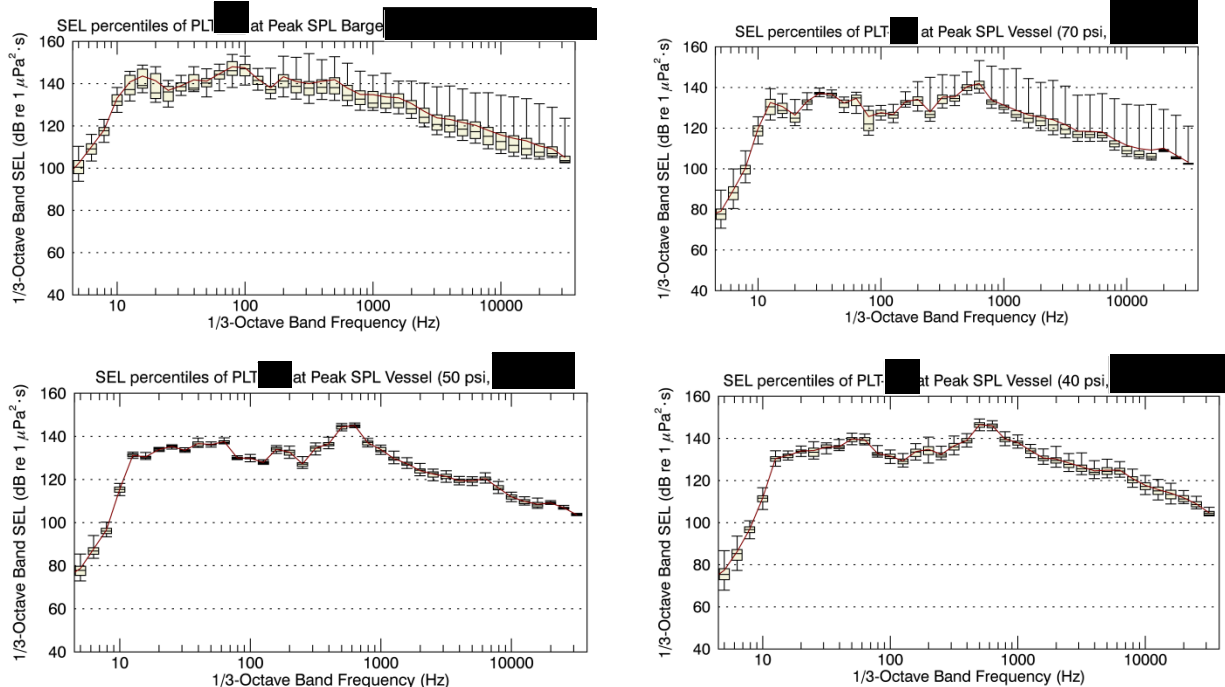 SEL percentiles of PLT at Peak SPL Barge
1/3-Octave Band SEL (dB re 1 μPa²·s)
160
140
120
100
80
60
40
10 100 1000 10000
1/3-Octave Band Frequency (Hz)
SEL percentiles of PLT- at Peak SPL Vessel (70 psi,
1/3-Octave Band SEL (dB re 1 μPa²·s)
160
140
120
100
80
60
40
10 100 1000 10000
1/3-Octave Band Frequency (Hz)
SEL percentiles of PLT at Peak SPL Vessel (50 psi,
1/3-Octave Band SEL (dB re 1 μPa²·s)
160
140
120
100
80
60
40
10 100 1000 10000
1/3-Octave Band Frequency (Hz)
SEL percentiles of PLT- at Peak SPL Vessel (40 psi,
1/3-Octave Band SEL (dB re 1 μPa²·s)
160
140
120
100
80
60
40
10 100 1000 10000
1/3-Octave Band Frequency (Hz)